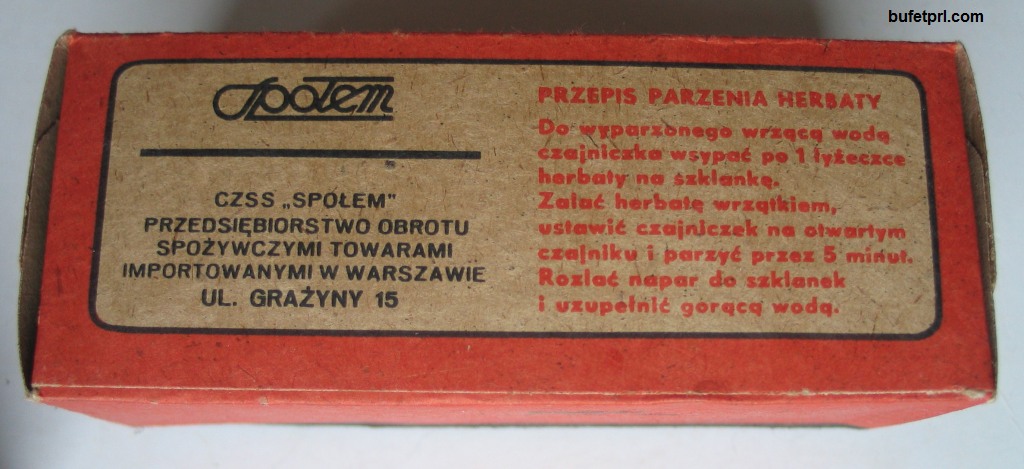 bufetprl.com
Społem
CZSS „SPOŁEM”
PRZEDSIĘBIORSTWO OBROTU
SPOŻYWCZYMI TOWARAMI
IMPORTOWANYMI W WARSZAWIE
UL. GRAŻYNY 15
PRZEPIS PARZENIA HERBATY
Do wyparzonego wrzącą wodą
czajniczka wsypać po 1 łyżeczce
herbaty na szklankę.
Zalać herbatę wrzątkiem,
ustawić czajniczek na otwartym
czajniku i parzyć przez 5 minut.
Rozlać napar do szklanek
i uzupełnić gorącą wodą.